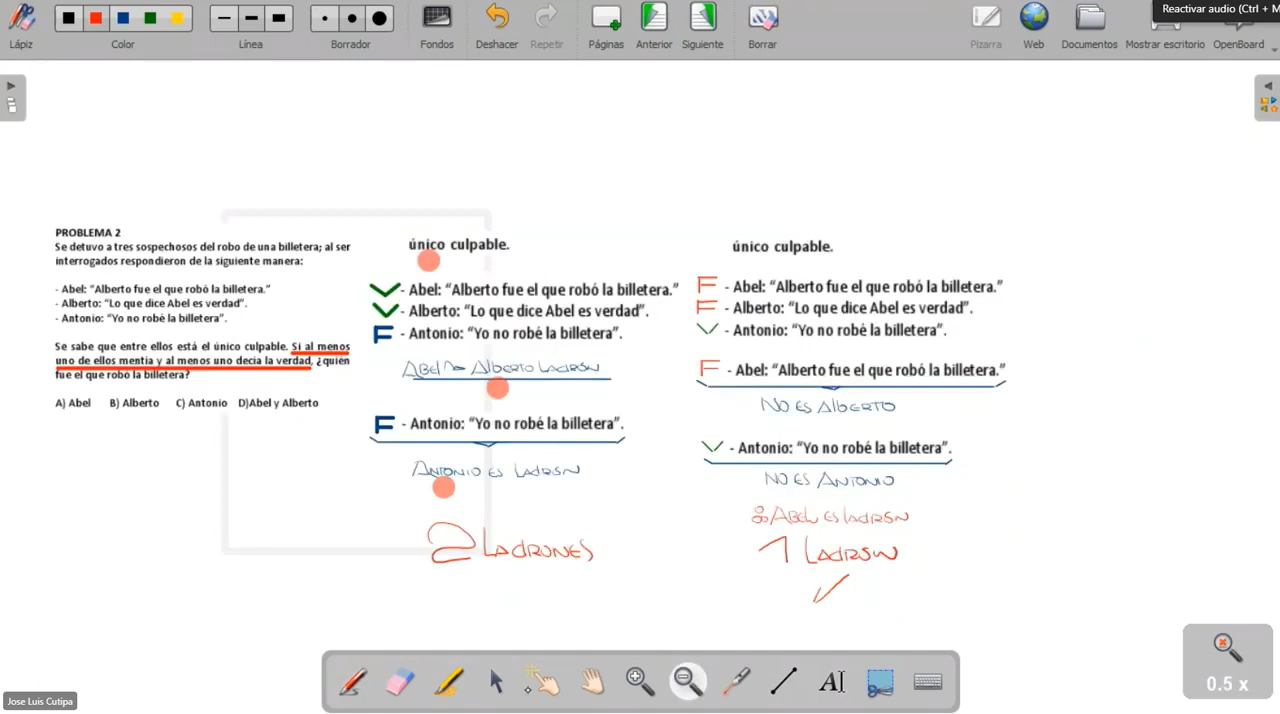 Reactivar audio (Ctrl + M
Lápiz
Color
Línea
Borrador
Fondos
Deshacer
Repetir
Páginas
Anterior
Siguiente
Borrar
Pizarra
Web
Documentos
Mostrar escritorio
OpenBoard
PROBLEMA 2
Se detuvo a tres sospechosos del robo de una billetera; al ser
interrogados respondieron de la siguiente manera:
- Abel: “Alberto fue el que robó la billetera.”
- Alberto: “Lo que dice Abel es verdad”.
- Antonio: “Yo no robé la billetera”.
Se sabe que entre ellos está el único culpable. Si al menos
uno de ellos mentía y al menos uno decía la verdad, ¿quién
fue el que robó la billetera?
A) Abel B) Alberto C) Antonio D)Abel y Alberto
único culpable.
V - Abel: “Alberto fue el que robó la billetera.”
V - Alberto: “Lo que dice Abel es verdad”.
F - Antonio: “Yo no robé la billetera”.
ABEL Alberto LADRÓN
F - Antonio: “Yo no robé la billetera”.
ANTONIO ES LADRÓN
2 LADRONES
único culpable.
F - Abel: “Alberto fue el que robó la billetera.”
F - Alberto: “Lo que dice Abel es verdad”.
V - Antonio: “Yo no robé la billetera”.
F - Abel: “Alberto fue el que robó la billetera.”
NO ES AlbERTO
V - Antonio: “Yo no robé la billetera”.
NO ES ANTONIO
ABEL ES LADRÓN
1 LADRÓN
0.5 x
Jose Luis Cutipa